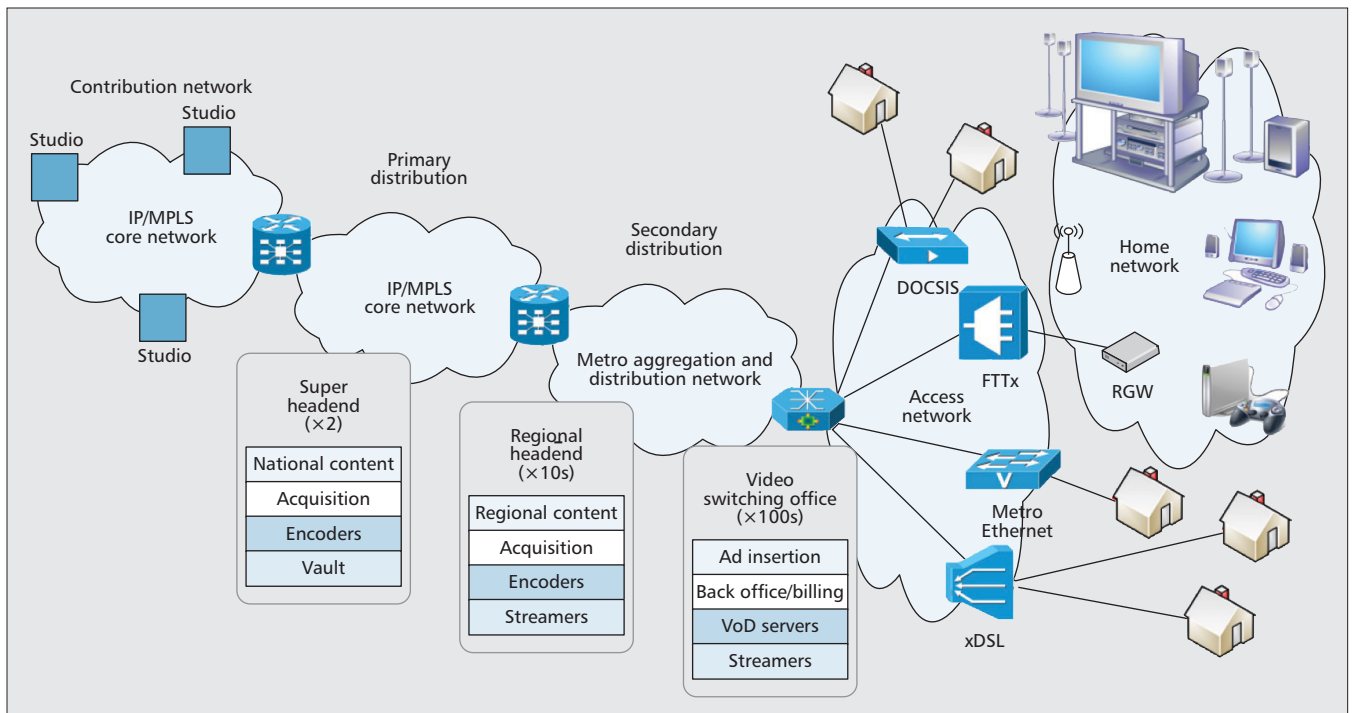 Contribution network
Studio
Studio
IP/MPLS
core network
Studio
Primary
distribution
IP/MPLS
core network
Secondary
distribution
Metro aggregation and
distribution network
Super
headend
(×2)
National content
Acquisition
Encoders
Vault
Regional
headend
(×10s)
Regional content
Acquisition
Encoders
Streamers
Video
switching office
(×100s)
Ad insertion
Back office/billing
VoD servers
Streamers
DOCSIS
FTTx
Access
network
Metro
Ethernet
xDSL
Home
network
RGW